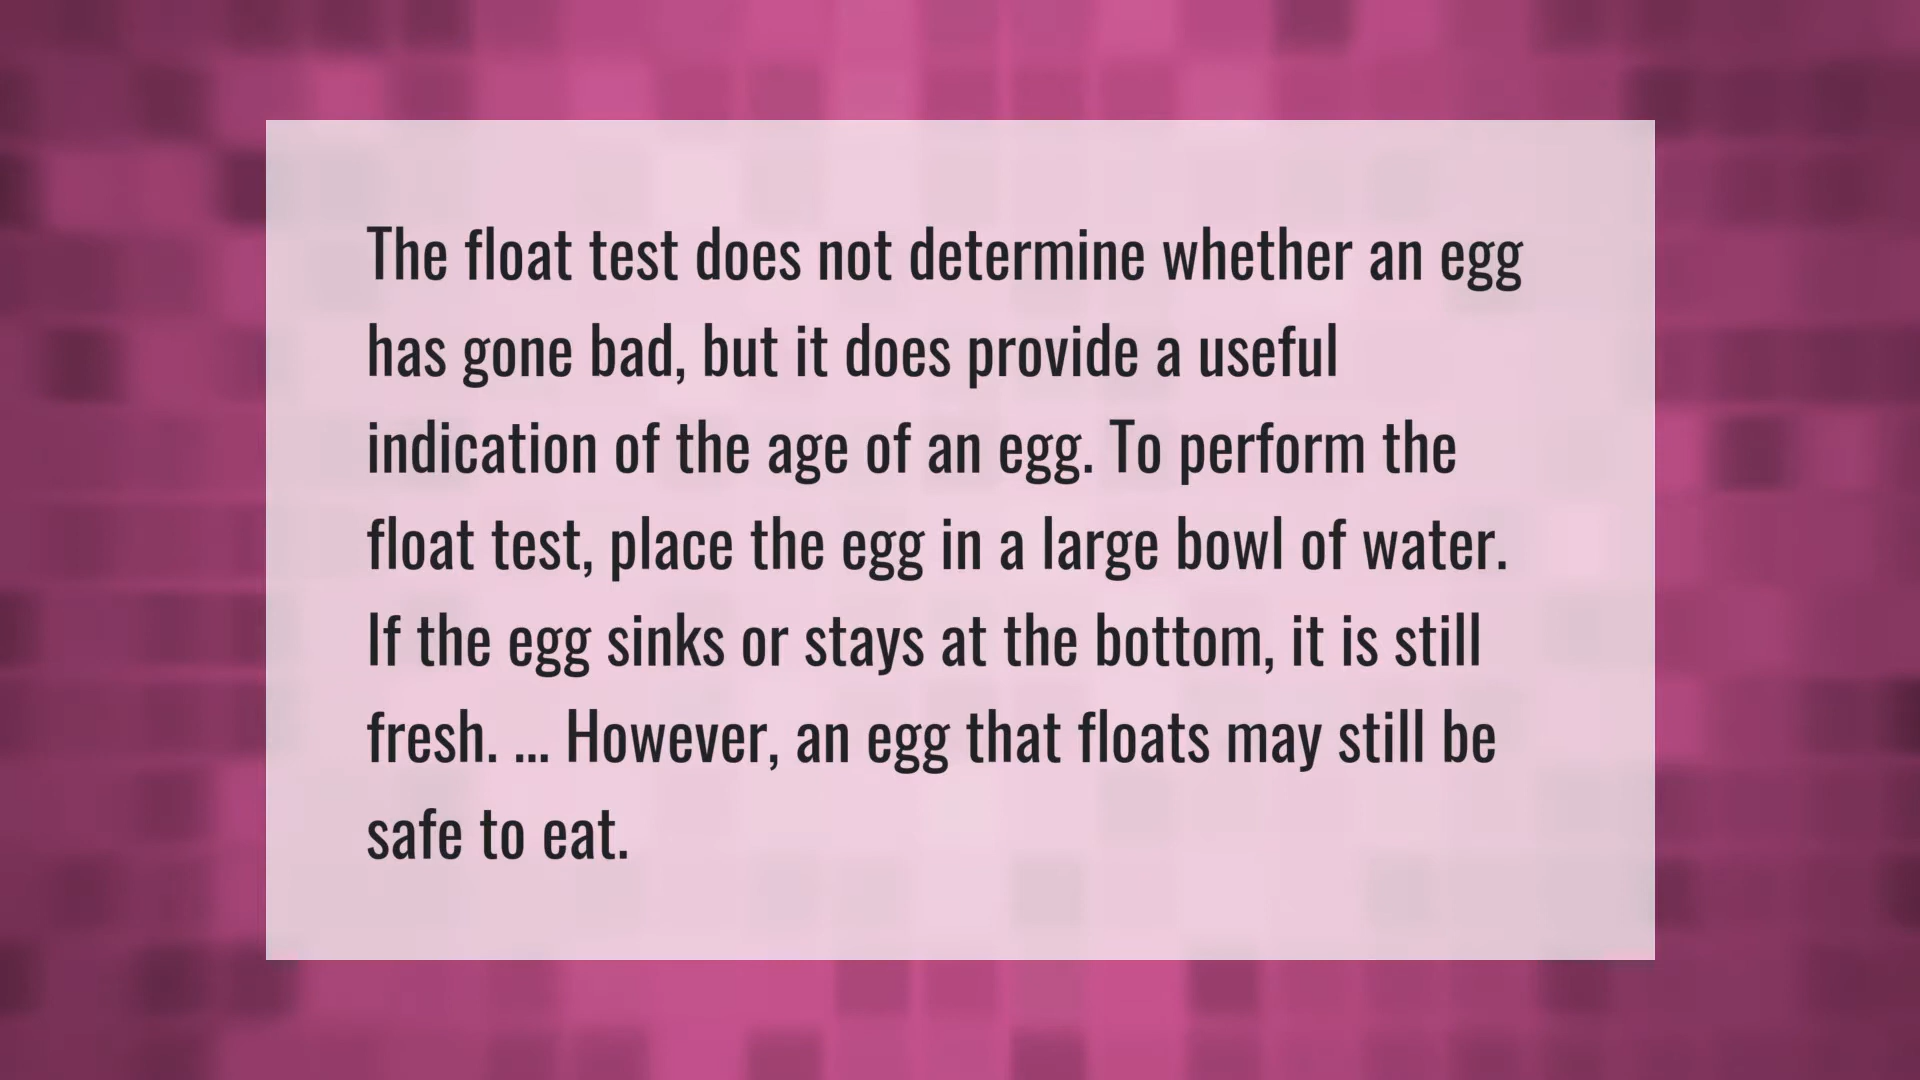 The float test does not determine whether an egg
has gone bad, but it does provide a useful
indication of the age of an egg. To perform the
float test, place the egg in a large bowl of water.
If the egg sinks or stays at the bottom, it is still
fresh. ... However, an egg that floats may still be
safe to eat.